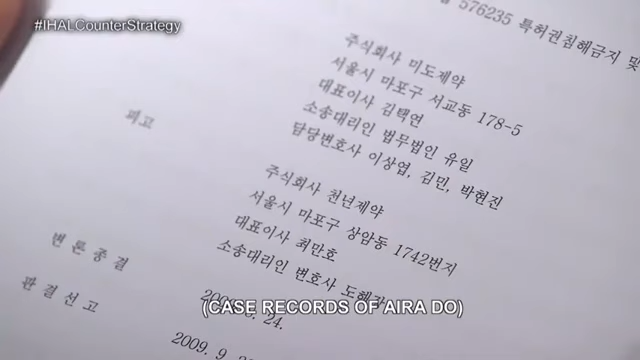 #IHALCounterStrategy
576235 특허권침해금지 및
주식회사 미도제약
서울시 마포구 서교동 178-5
대표이사 김택연
소송대리인 법무법인 유일
담당변호사 이상엽, 김민, 박현진
피고 주식회사 천년제약
서울시 마포구 상암동 1742번지
대표이사 최만호
소송대리인 변호사
변론종결 24.
판결선고 2009. 9.
(CASE RECORDS OF AIRA DO)